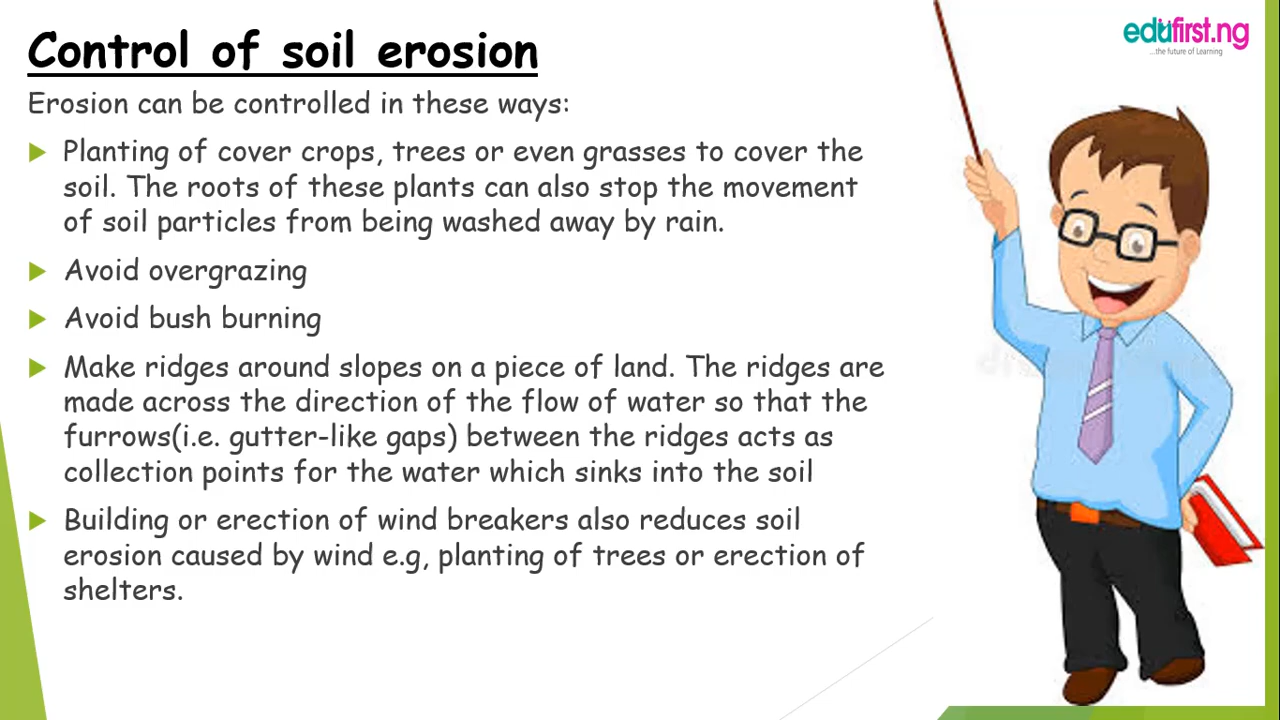 Control of soil erosion
edufirst.ng
...the future of Learning
Erosion can be controlled in these ways:
Planting of cover crops, trees or even grasses to cover the
soil. The roots of these plants can also stop the movement
of soil particles from being washed away by rain.
Avoid overgrazing
Avoid bush burning
Make ridges around slopes on a piece of land. The ridges are
made across the direction of the flow of water so that the
furrows(i.e. gutter-like gaps) between the ridges acts as
collection points for the water which sinks into the soil
Building or erection of wind breakers also reduces soil
erosion caused by wind e.g, planting of trees or erection of
shelters.